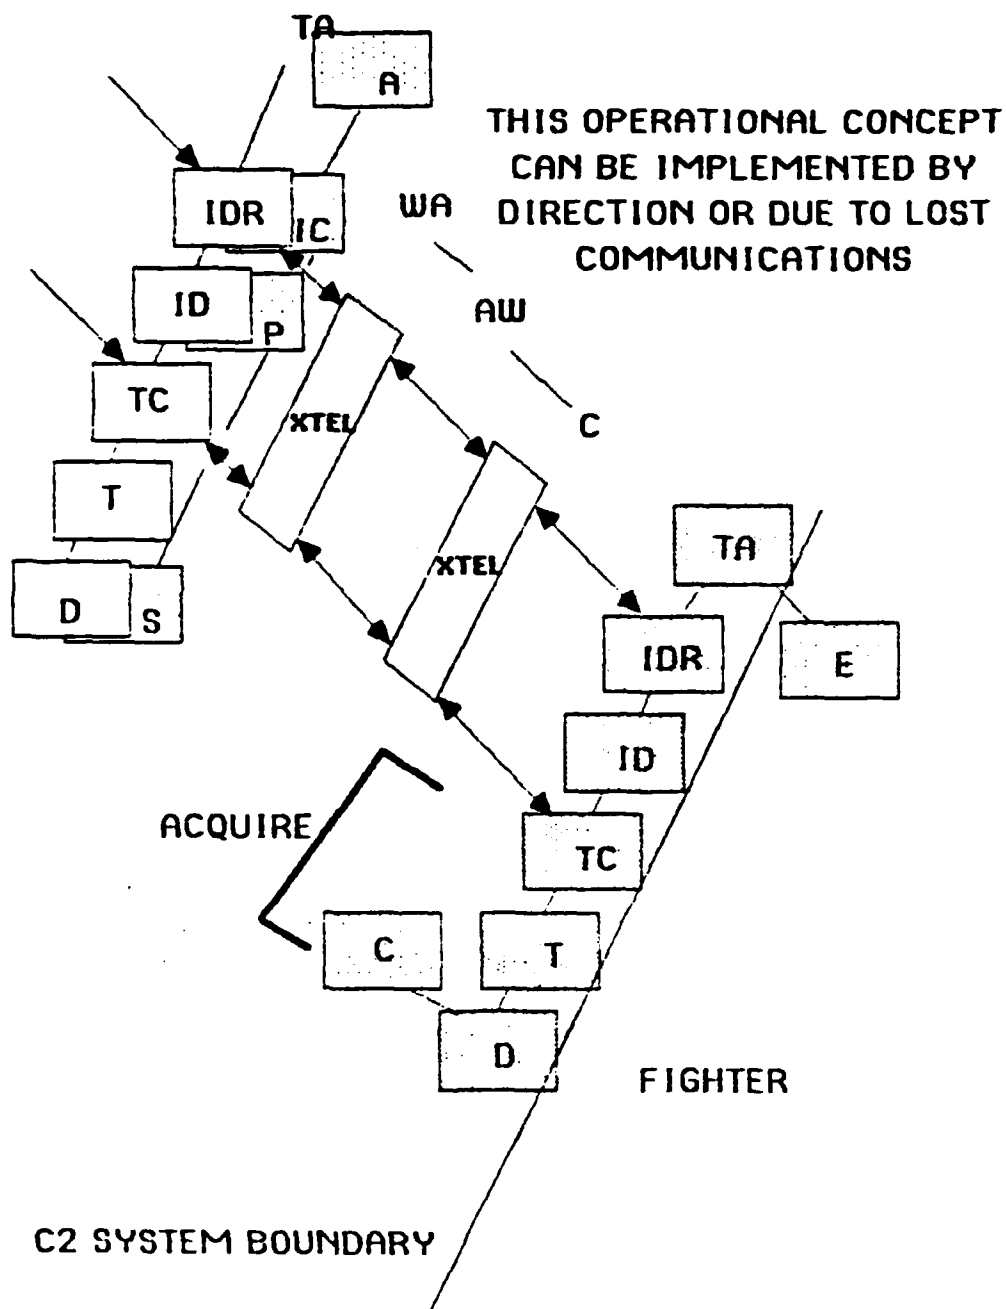 TA
A
THIS OPERATIONAL CONCEPT
CAN BE IMPLEMENTED BY
DIRECTION OR DUE TO LOST
COMMUNICATIONS
IDR
IC
WA
ID
P
AW
TC
XTEL
C
T
XTEL
TA
D
S
IDR
E
ID
ACQUIRE
TC
C
T
D
FIGHTER
C2 SYSTEM BOUNDARY